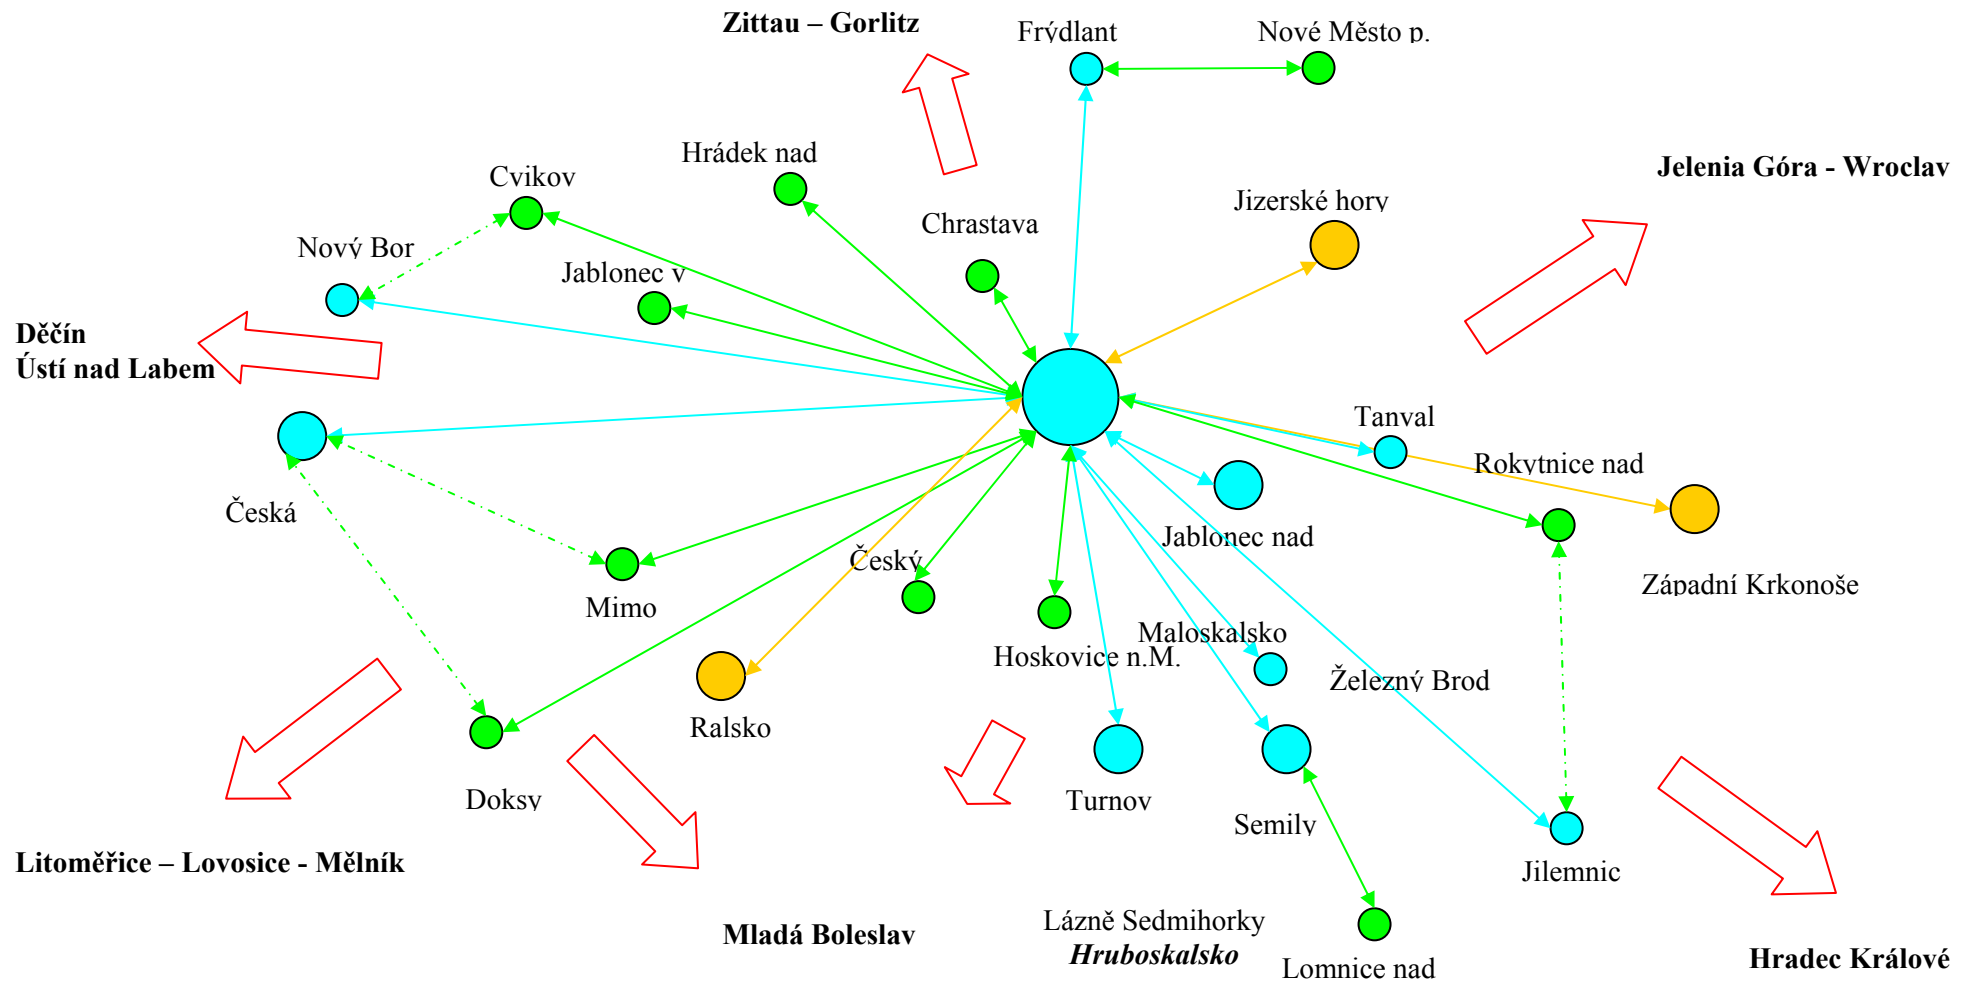 Zittau – Gorlitz
Frýdlant
Nové Město p.
Hrádek nad
Cvikov
Jelenia Góra - Wroclav
Jizerské hory
Chrastava
Nový Bor
Jablonec v
Děčín
Ústí nad Labem
Tanval
Rokytnice nad
Česká
Jablonec nad
Český
Západní Krkonoše
Mimo
Maloskalsko
Hoskovice n.M.
Železný Brod
Ralsko
Doksy
Turnov
Semily
Litoměřice – Lovosice - Mělník
Jilemnic
Lázně Sedmihorky
Mladá Boleslav
Hruboskalsko
Hradec Králové
Lomnice nad